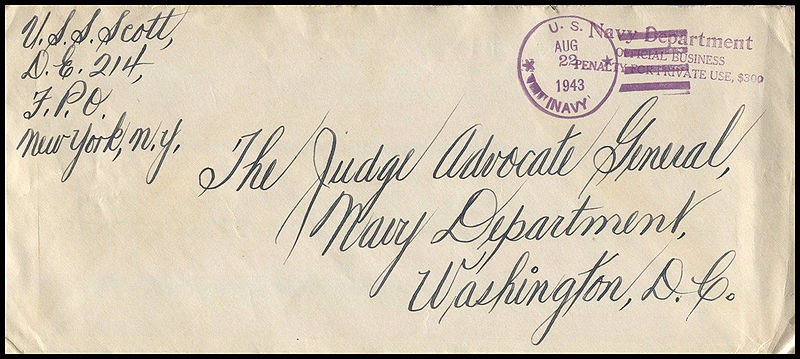 U.S.S. Scott,
D.E. 214,
F.P.O.
New York, N.Y.
U. S.
AUG
22
1943
NAVY
Navy Department
OFFICIAL BUSINESS
PENALTY FOR PRIVATE USE, $300
The Judge Advocate General,
Navy Department,
Washington, D.C.